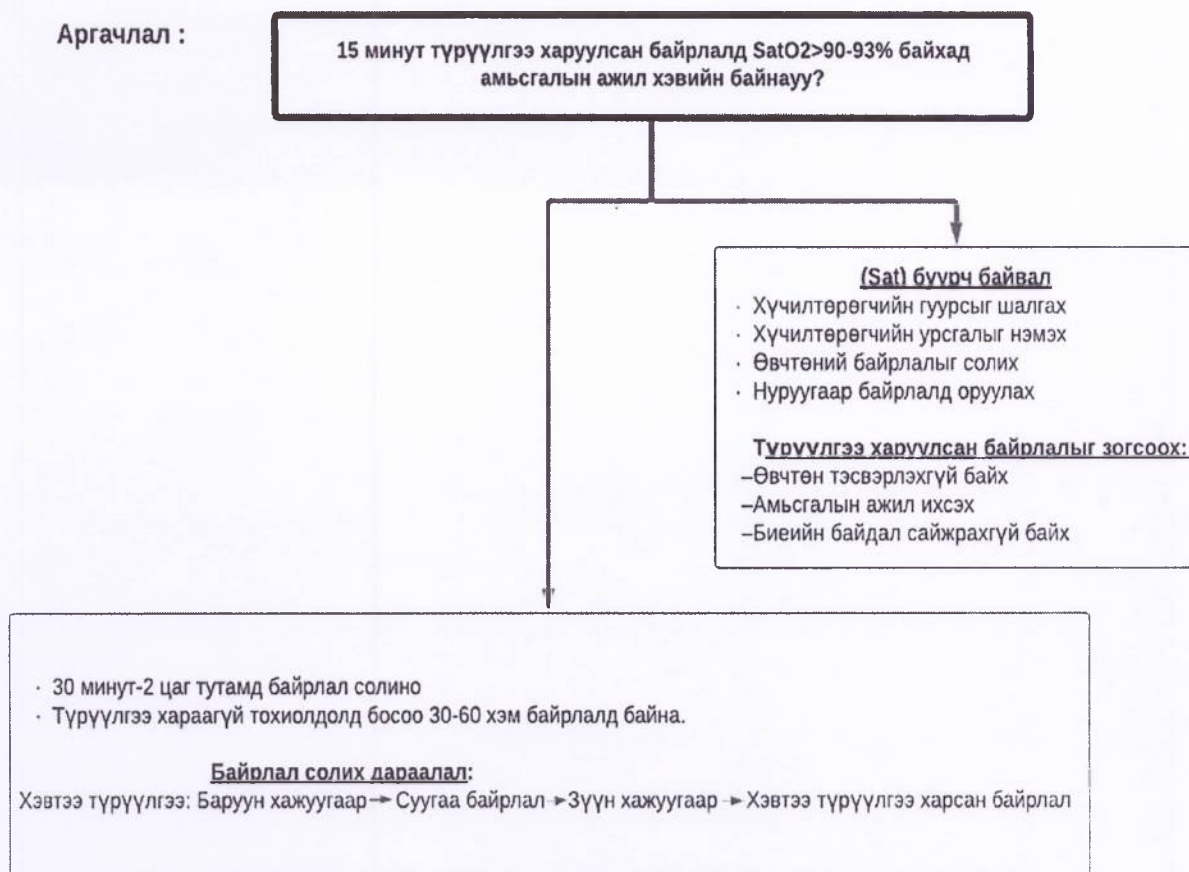 Аргачлал :
15 минут түрүүлгээ харуулсан байрлалд SatO2>90-93% байхад
амьсгалын ажил хэвийн байнауу?
(Sat) буурч байвал
· Хүчилтөрөгчийн гуурсыг шалгах
· Хүчилтөрөгчийн урсгалыг нэмэх
· Өвчтөний байрлалыг солих
· Нуруугаар байрлалд оруулах
Түрүүлгээ харуулсан байрлалыг зогсоох:
–Өвчтөн тэсвэрлэхгүй байх
–Амьсгалын ажил ихсэх
–Биеийн байдал сайжрахгүй байх
· 30 минут-2 цаг тутамд байрлал солино
· Түрүүлгээ хараагүй тохиолдолд босоо 30-60 хэм байрлалд байна.
Байрлал солих дараалал:
Хэвтээ түрүүлгээ: Баруун хажуугаар→ Суугаа байрлал →Зүүн хажуугаар → Хэвтээ түрүүлгээ харсан байрлал